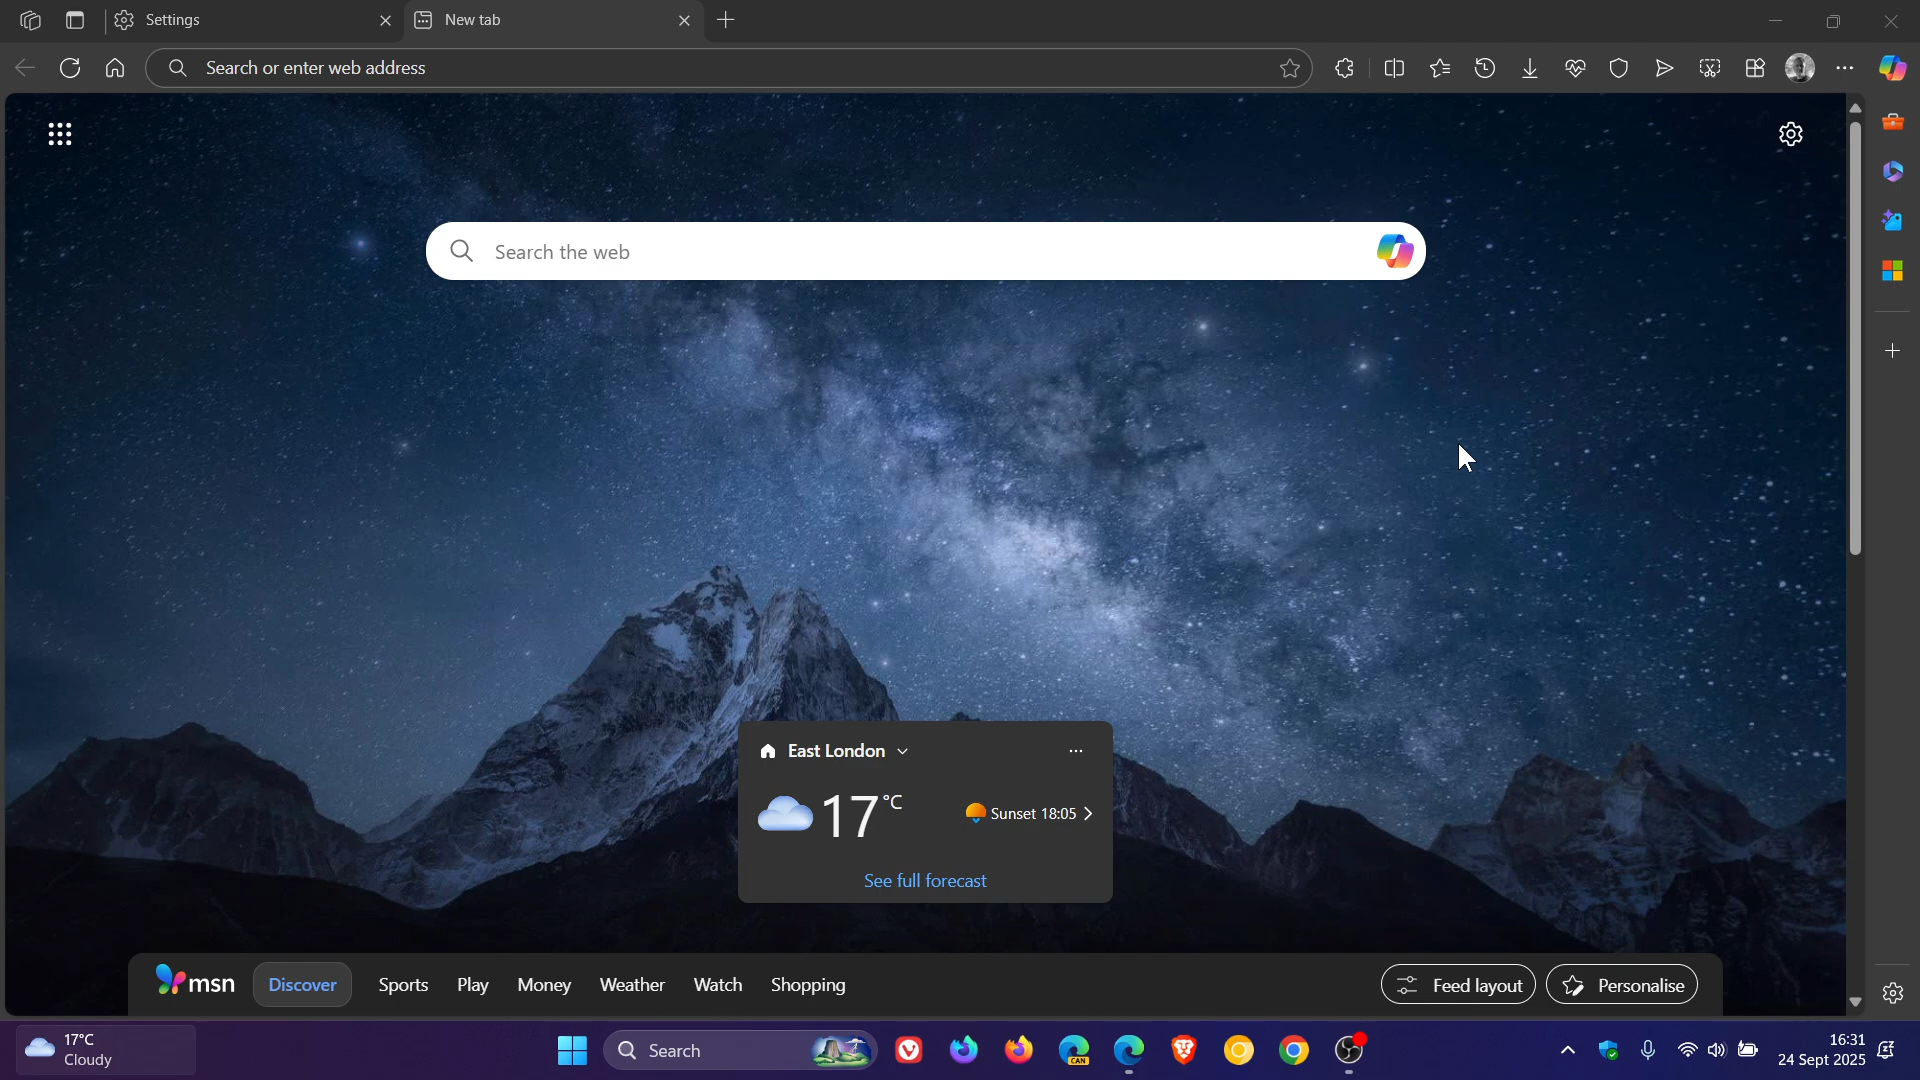 Settings
New tab
Search or enter web address
Search the web
East London
17°C
Sunset 18:05
See full forecast
msn
Discover
Sports
Play
Money
Weather
Watch
Shopping
Feed layout
Personalise
17°C
Cloudy
Search
CAN
16:31
24 Sept 2025